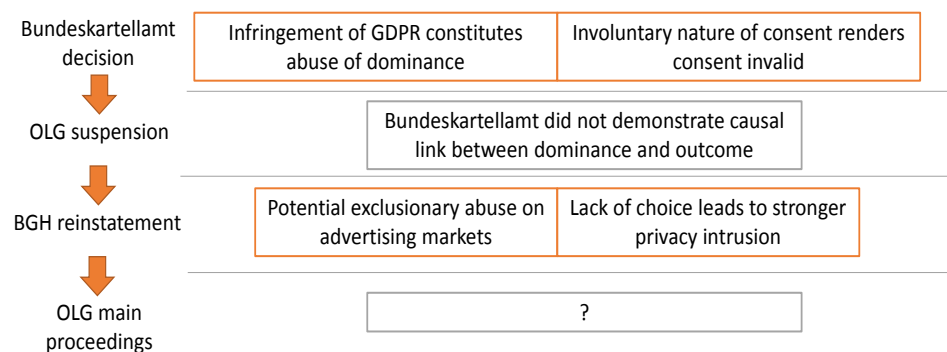 Bundeskartellamt
decision
Infringement of GDPR constitutes
abuse of dominance
Involuntary nature of consent renders
consent invalid
OLG suspension
Bundeskartellamt did not demonstrate causal
link between dominance and outcome
BGH reinstatement
Potential exclusionary abuse on
advertising markets
Lack of choice leads to stronger
privacy intrusion
OLG main
proceedings
?